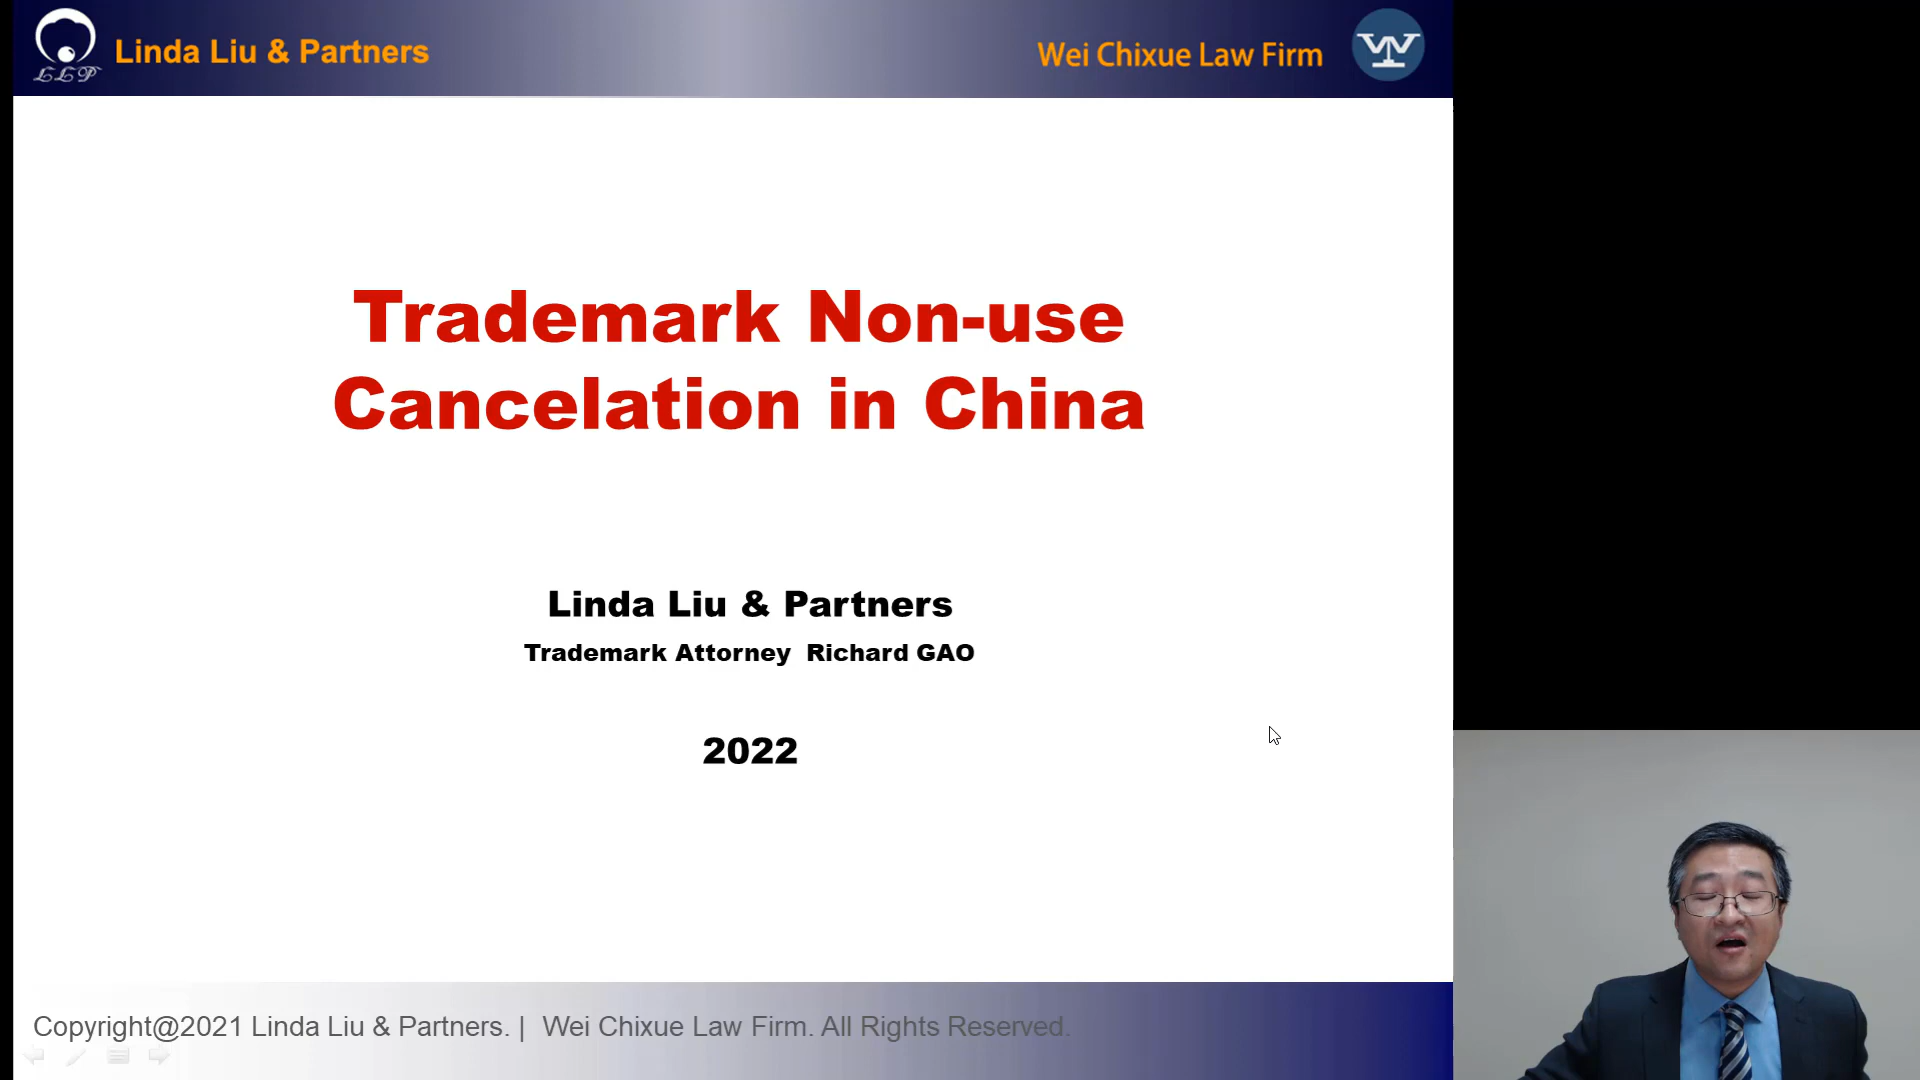 LLP
Linda Liu & Partners
Wei Chixue Law Firm
Trademark Non-use
Cancelation in China
Linda Liu & Partners
Trademark Attorney Richard GAO
2022
Copyright@2021 Linda Liu & Partners. | Wei Chixue Law Firm. All Rights Reserved.